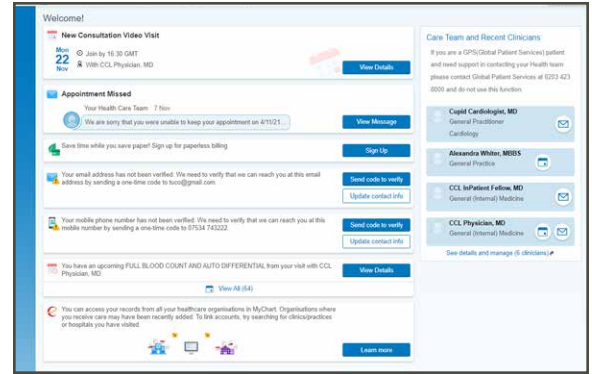 Welcome!
New Consultation Video Visit
Mon
22
Nov
Join by 16:30 GMT
With CCL Physician, MD
View Details
Appointment Missed
Your Health Care Team 7 Nov
We are sorry that you were unable to keep your appointment on 4/11/21...
View Message
Save time while you save paper! Sign up for paperless billing
Sign Up
Your email address has not been verified. We need to verify that we can reach you at this email
address by sending a one-time code to tuco@gmail.com
Send code to verify
Update contact info
Your mobile phone number has not been verified. We need to verify that we can reach you at this
mobile number by sending a one-time code to 07534 743222
Send code to verify
Update contact info
You have an upcoming FULL BLOOD COUNT AND AUTO DIFFERENTIAL from your visit with CCL
Physician, MD
View Details
View All (64)
You can access your records from all your healthcare organisations in MyChart. Organisations where
you receive care may have been recently added. To link accounts, try searching for clinics/practices
or hospitals you have visited.
Learn more
Care Team and Recent Clinicians
If you are a GPS(Global Patient Services) patient
and need support in contacting your Health team
please contact Global Patient Services at 0203 423
8000 and do not use this function.
Cupid Cardiologist, MD
General Practitioner
Cardiology
Alexandra Whiter, MBBS
General Practice
CCL InPatient Fellow, MD
General (Internal) Medicine
CCL Physician, MD
General (Internal) Medicine
See details and manage (6 clinicians)